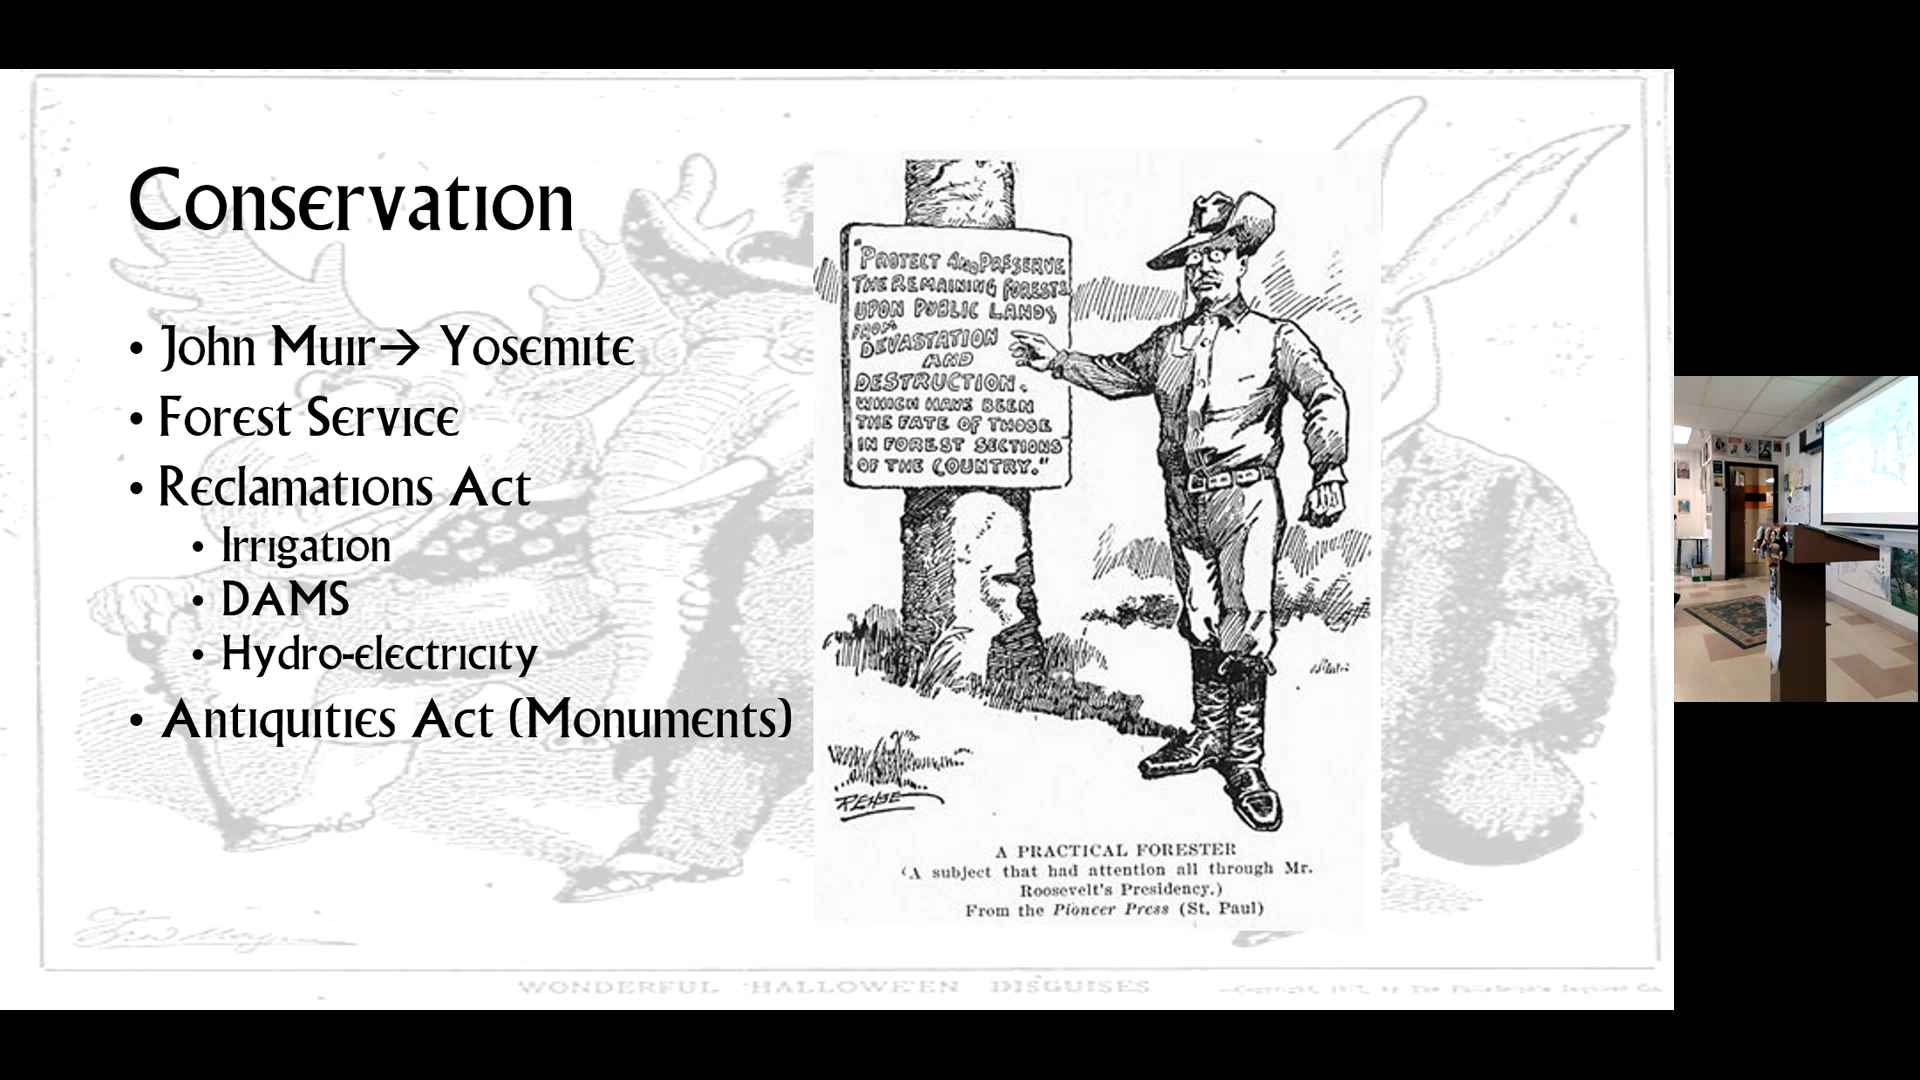 Conservation
• John Muir→ Yosemite
• Forest Service
• Reclamations Act
• Irrigation
• DAMS
• Hydro-electricity
• Antiquities Act (Monuments)
"PROTECT AND PRESERVE
THE REMAINING FORESTS
UPON PUBLIC LANDS
FROM
DEVASTATION
AND
DESTRUCTION.
WHICH HAVE BEEN
THE FATE OF THOSE
IN FOREST SECTIONS
OF THE COUNTRY."
REHSE
A PRACTICAL FORESTER
(A subject that had attention all through Mr.
Roosevelt's Presidency.)
From the Pioneer Press (St. Paul)
WONDERFUL HALLOWE'EN DISGUISES